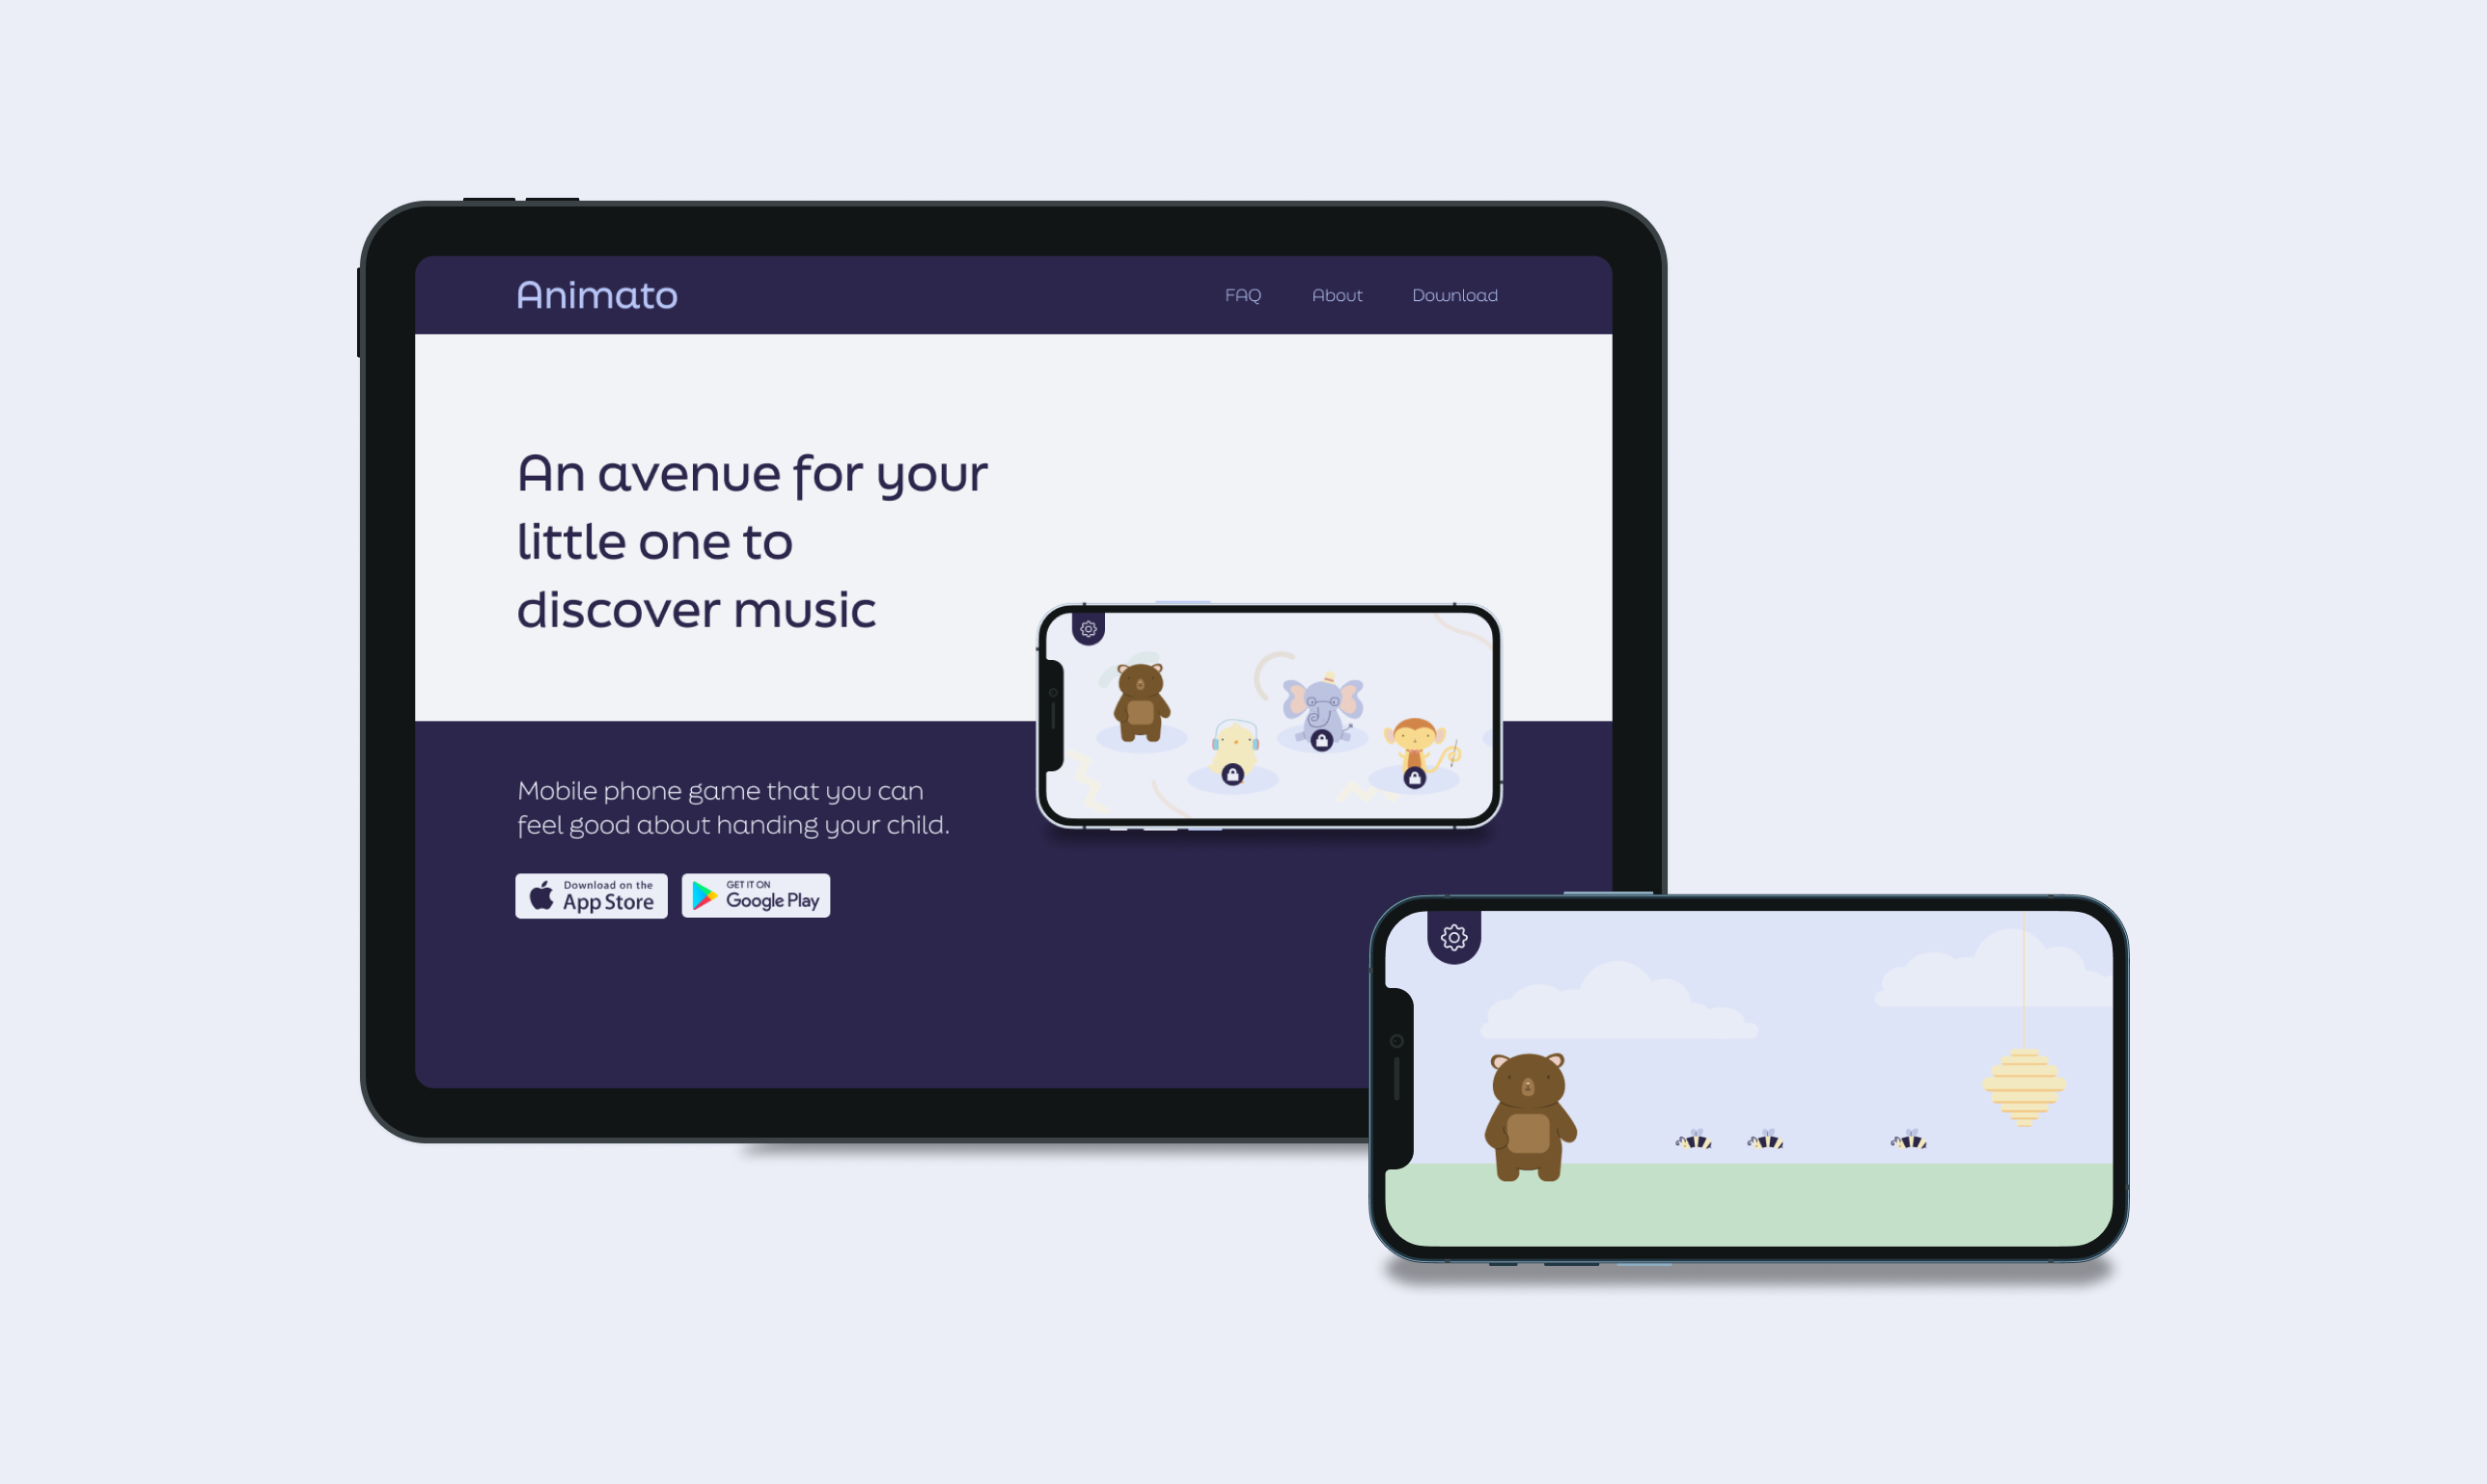 Animato
FAQ About Download
An avenue for your
little one to
discover music
Mobile phone game that you can
feel good about handing your child.
Download on the
App Store
GET IT ON
Google Play